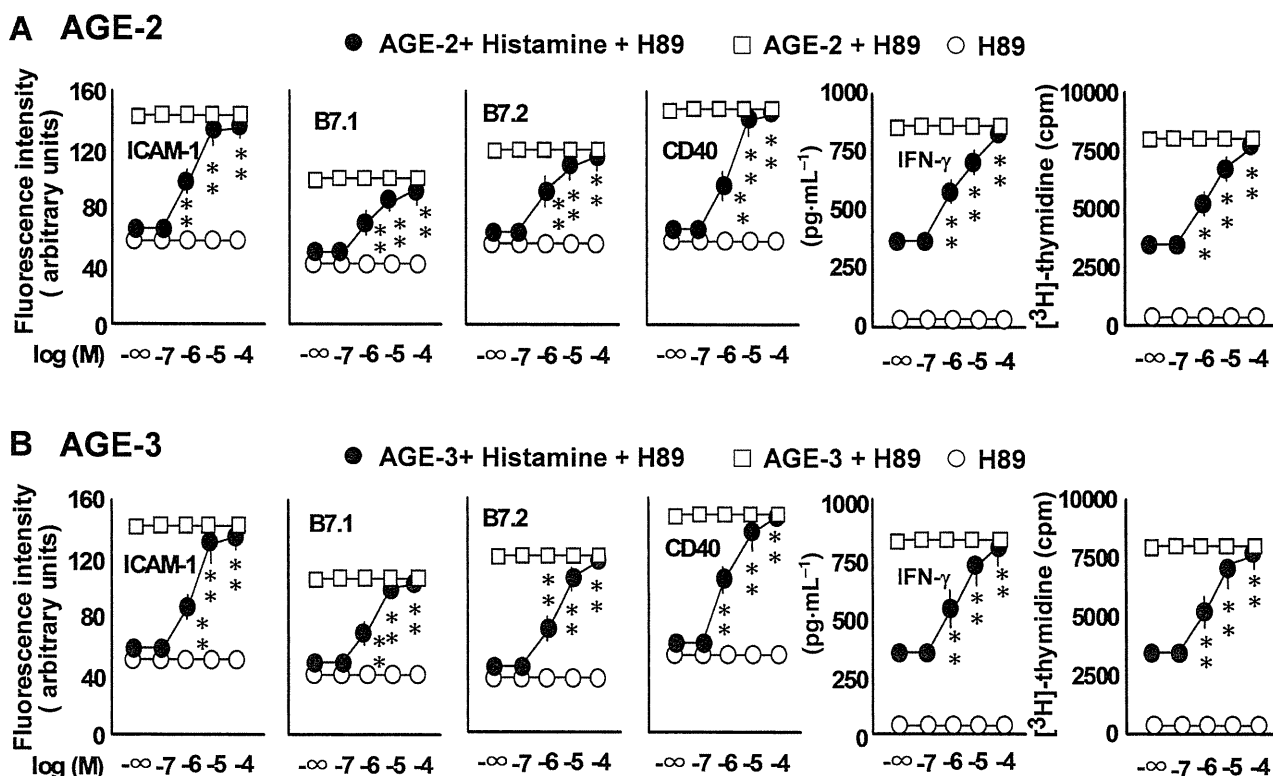 A AGE-2
AGE-2+ Histamine + H89 AGE-2 + H89 H89
Fluorescence intensity
( arbitrary units)
160
120
80
40
0
ICAM-1
**
**
**
B7.1
**
**
**
B7.2
**
**
**
CD40
**
**
**
(pg·mL⁻¹)
1000
750
500
250
0
IFN-γ
**
**
**
[³H]-thymidine (cpm)
10000
7500
5000
2500
0
**
**
**
log (M) -∞ -7 -6 -5 -4 -∞ -7 -6 -5 -4 -∞ -7 -6 -5 -4 -∞ -7 -6 -5 -4 -∞ -7 -6 -5 -4 -∞ -7 -6 -5 -4
B AGE-3
AGE-3+ Histamine + H89 AGE-3 + H89 H89
Fluorescence intensity
( arbitrary units)
160
120
80
40
0
ICAM-1
**
**
**
B7.1
**
**
**
B7.2
**
**
**
CD40
**
**
**
(pg·mL⁻¹)
1000
750
500
250
0
IFN-γ
**
**
**
[³H]-thymidine (cpm)
10000
7500
5000
2500
0
**
**
**
log (M) -∞ -7 -6 -5 -4 -∞ -7 -6 -5 -4 -∞ -7 -6 -5 -4 -∞ -7 -6 -5 -4 -∞ -7 -6 -5 -4 -∞ -7 -6 -5 -4